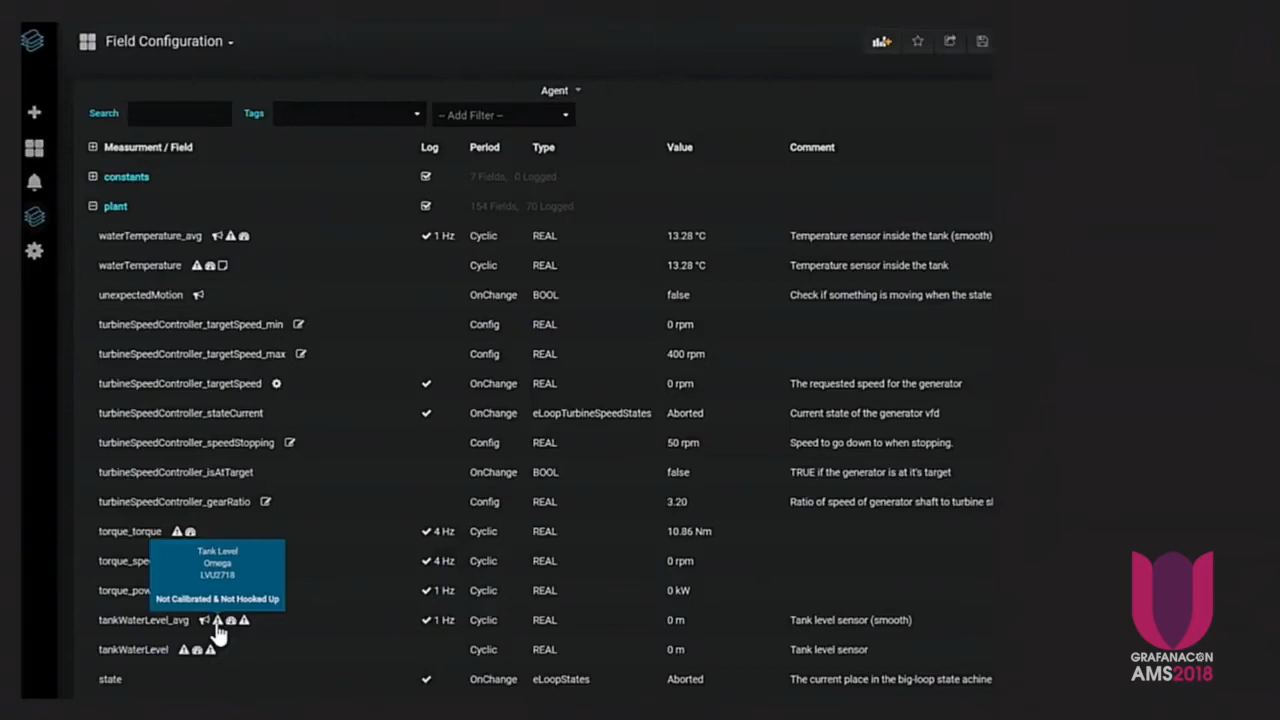 Field Configuration
Agent
Search Tags -- Add Filter --
Measurment / Field Log Period Type Value Comment
constants 7 Fields, 0 Logged
plant 154 Fields, 70 Logged
waterTemperature_avg 1 Hz Cyclic REAL 13.28 °C Temperature sensor inside the tank (smooth)
waterTemperature Cyclic REAL 13.28 °C Temperature sensor inside the tank
unexpectedMotion OnChange BOOL false Check if something is moving when the state
turbineSpeedController_targetSpeed_min Config REAL 0 rpm
turbineSpeedController_targetSpeed_max Config REAL 400 rpm
turbineSpeedController_targetSpeed OnChange REAL 0 rpm The requested speed for the generator
turbineSpeedController_stateCurrent OnChange eLoopTurbineSpeedStates Aborted Current state of the generator vfd
turbineSpeedController_speedStopping Config REAL 50 rpm Speed to go down to when stopping.
turbineSpeedController_isAtTarget OnChange BOOL false TRUE if the generator is at it's target
turbineSpeedController_gearRatio Config REAL 3.20 Ratio of speed of generator shaft to turbine
torque_torque 4 Hz Cyclic REAL 10.86 Nm
Tank Level
Omega
LVU2718
Not Calibrated & Not Hooked Up
torque_spe 4 Hz Cyclic REAL 0 rpm
torque_pow 1 Hz Cyclic REAL 0 kW
tankWaterLevel_avg 1 Hz Cyclic REAL 0 m Tank level sensor (smooth)
tankWaterLevel Cyclic REAL 0 m Tank level sensor
state OnChange eLoopStates Aborted The current place in the big-loop state achine
GRAFANACON
AMS2018